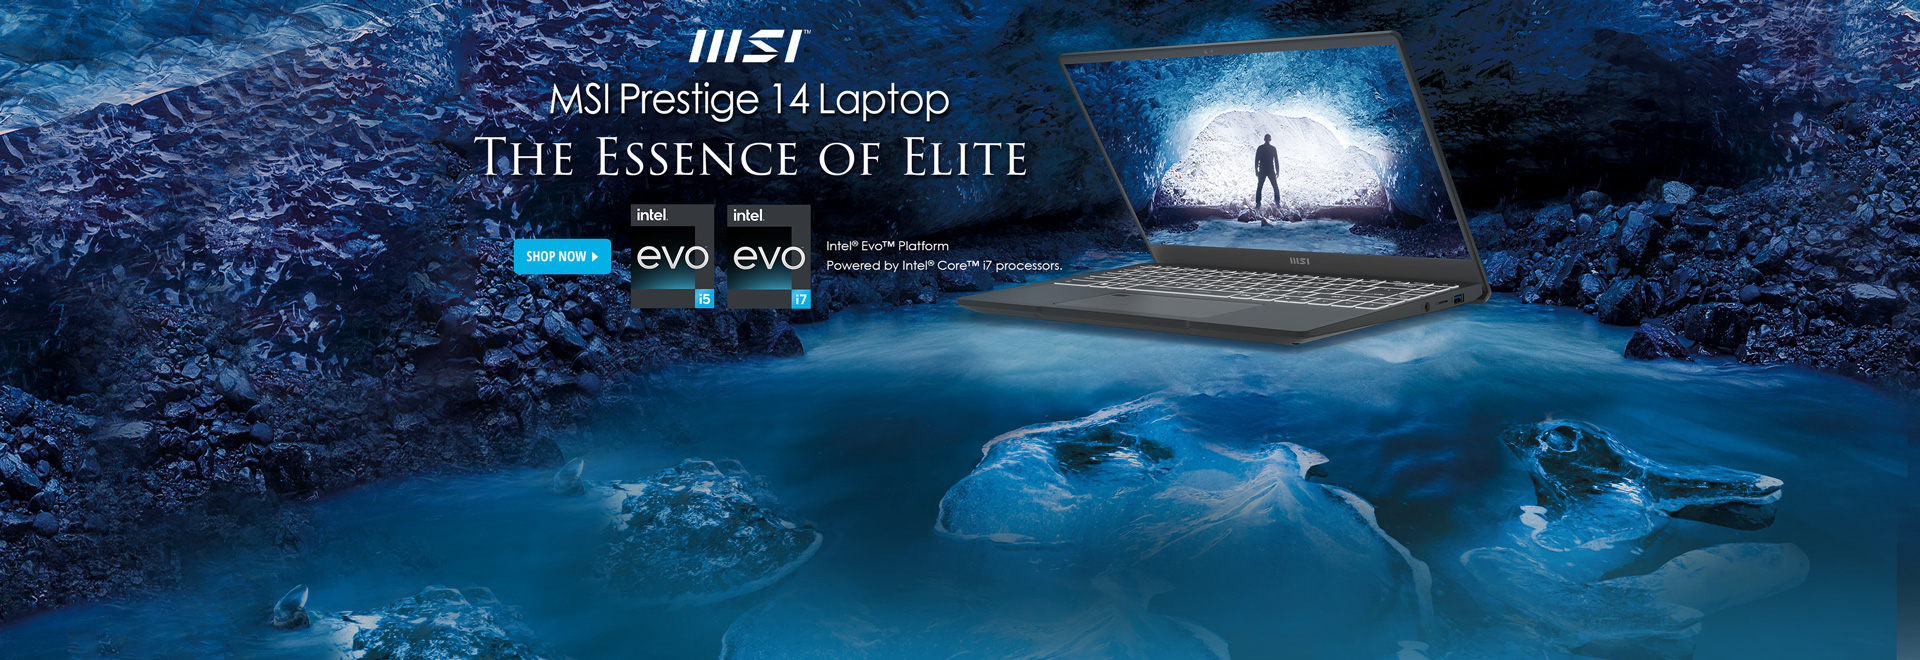 msi™
MSI Prestige 14 Laptop
THE ESSENCE OF ELITE
SHOP NOW
intel.
evo
i5
intel.
evo
i7
Intel® Evo™ Platform
Powered by Intel® Core™ i7 processors.
msi